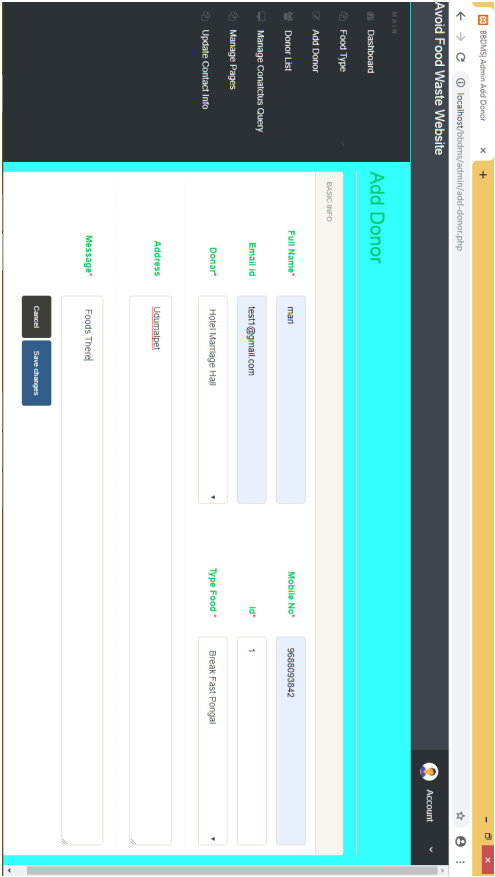 BBDMS| Admin Add Donor
localhost/bbdms/admin/add-donor.php
Avoid Food Waste Website
Account
MAIN
Dashboard
Food Type
Add Donor
Donor List
Manage Conatctus Query
Manage Pages
Update Contact Info
Add Donor
BASIC INFO
Full Name* mari Mobile No* 9688093842
Email id test1@gmail.com Id* 1
Donar* Hotel Marriage Hall Type Food * Break Fast Pongal
Address Udumalpet
Message* Foods There
Cancel Save changes